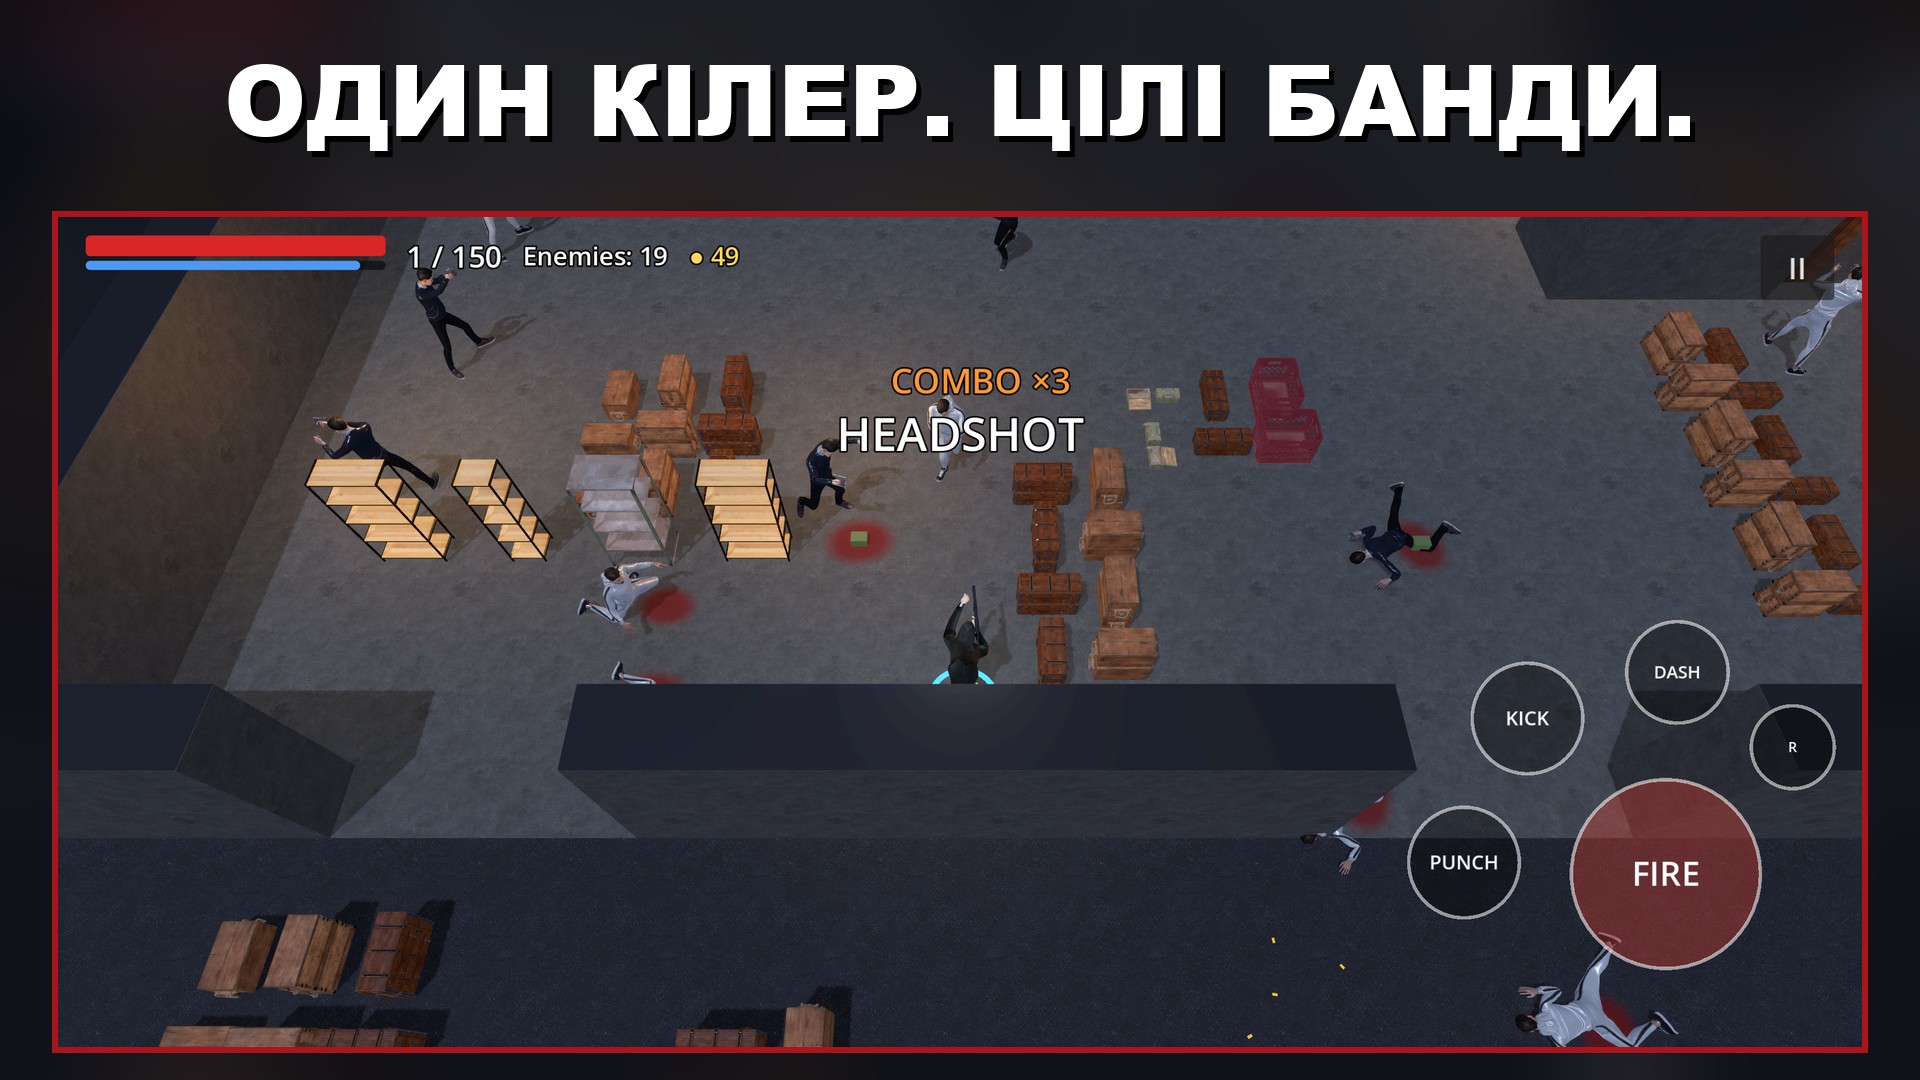 ОДИН КІЛЕР. ЦІЛІ БАНДИ.
1 / 150 Enemies: 19 49
COMBO ×3
HEADSHOT
DASH
KICK
R
PUNCH
FIRE